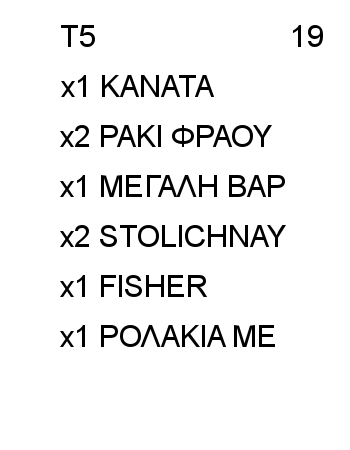 T5 19
x1 ΚΑΝΑΤΑ
x2 ΡΑΚΙ ΦΡΑΟΥ
x1 ΜΕΓΑΛΗ ΒΑΡ
x2 STOLICHNAY
x1 FISHER
x1 ΡΟΛΑΚΙΑ ΜΕ